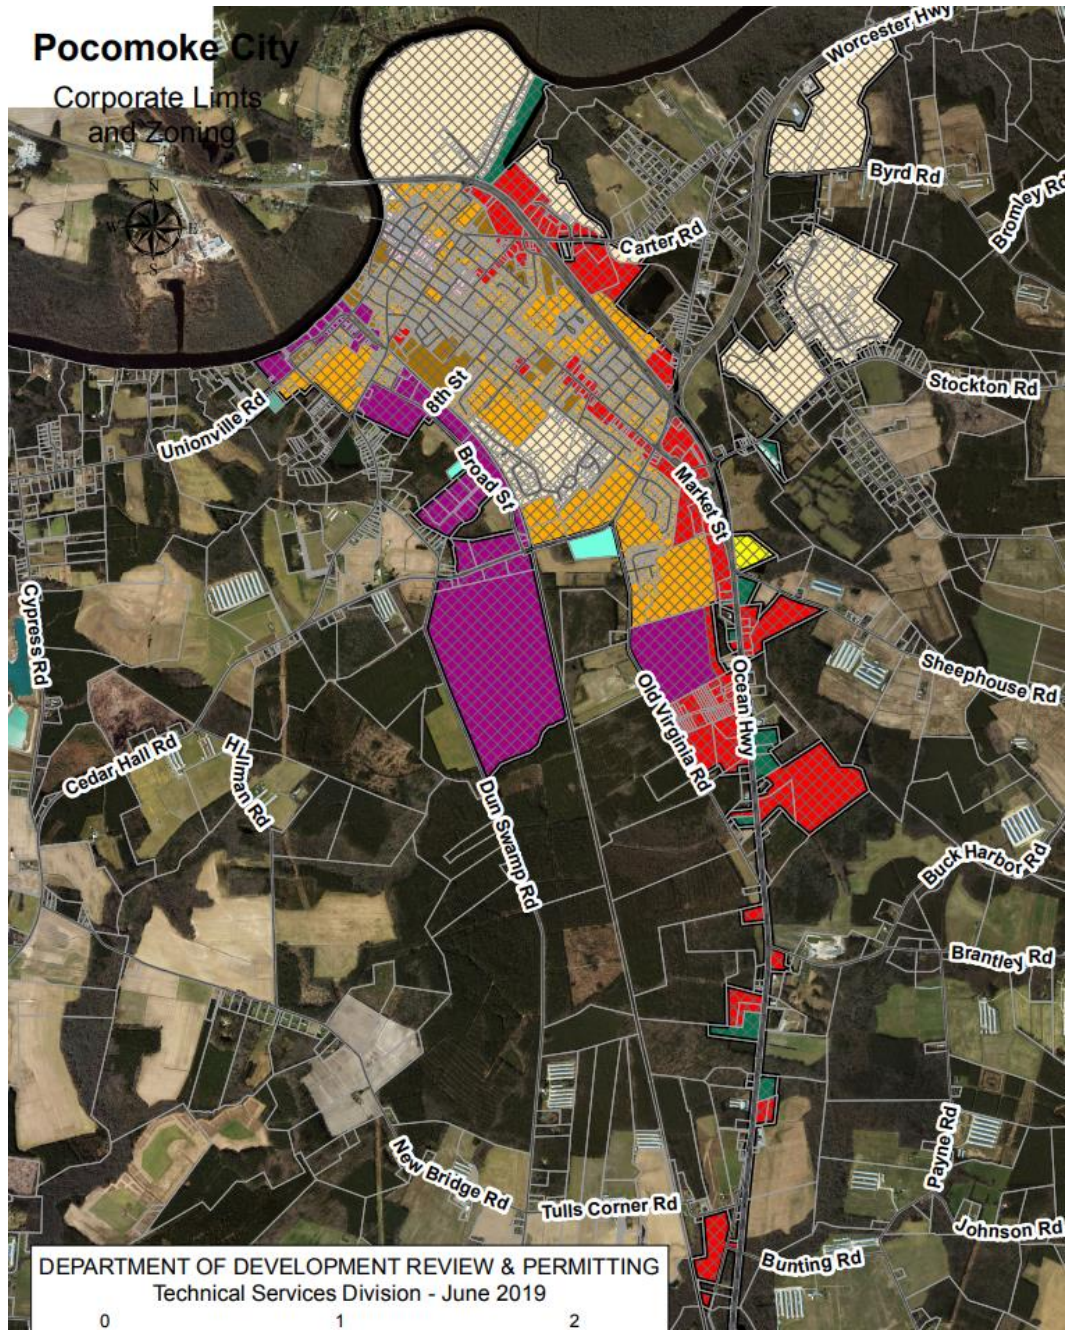 Pocomoke City
Corporate Limts
and Zoning
N
W
E
S
Worcester Hwy
Byrd Rd
Bromley Rd
Carter Rd
Stockton Rd
8th St
Unionville Rd
Broad St
Market St
Cypress Rd
Sheephouse Rd
Old Virginia Rd
Ocean Hwy
Cedar Hall Rd
Hillman Rd
Dun Swamp Rd
Buck Harbor Rd
Brantley Rd
Payne Rd
New Bridge Rd
Tulls Corner Rd
Johnson Rd
Bunting Rd
DEPARTMENT OF DEVELOPMENT REVIEW & PERMITTING
Technical Services Division - June 2019
0 1 2